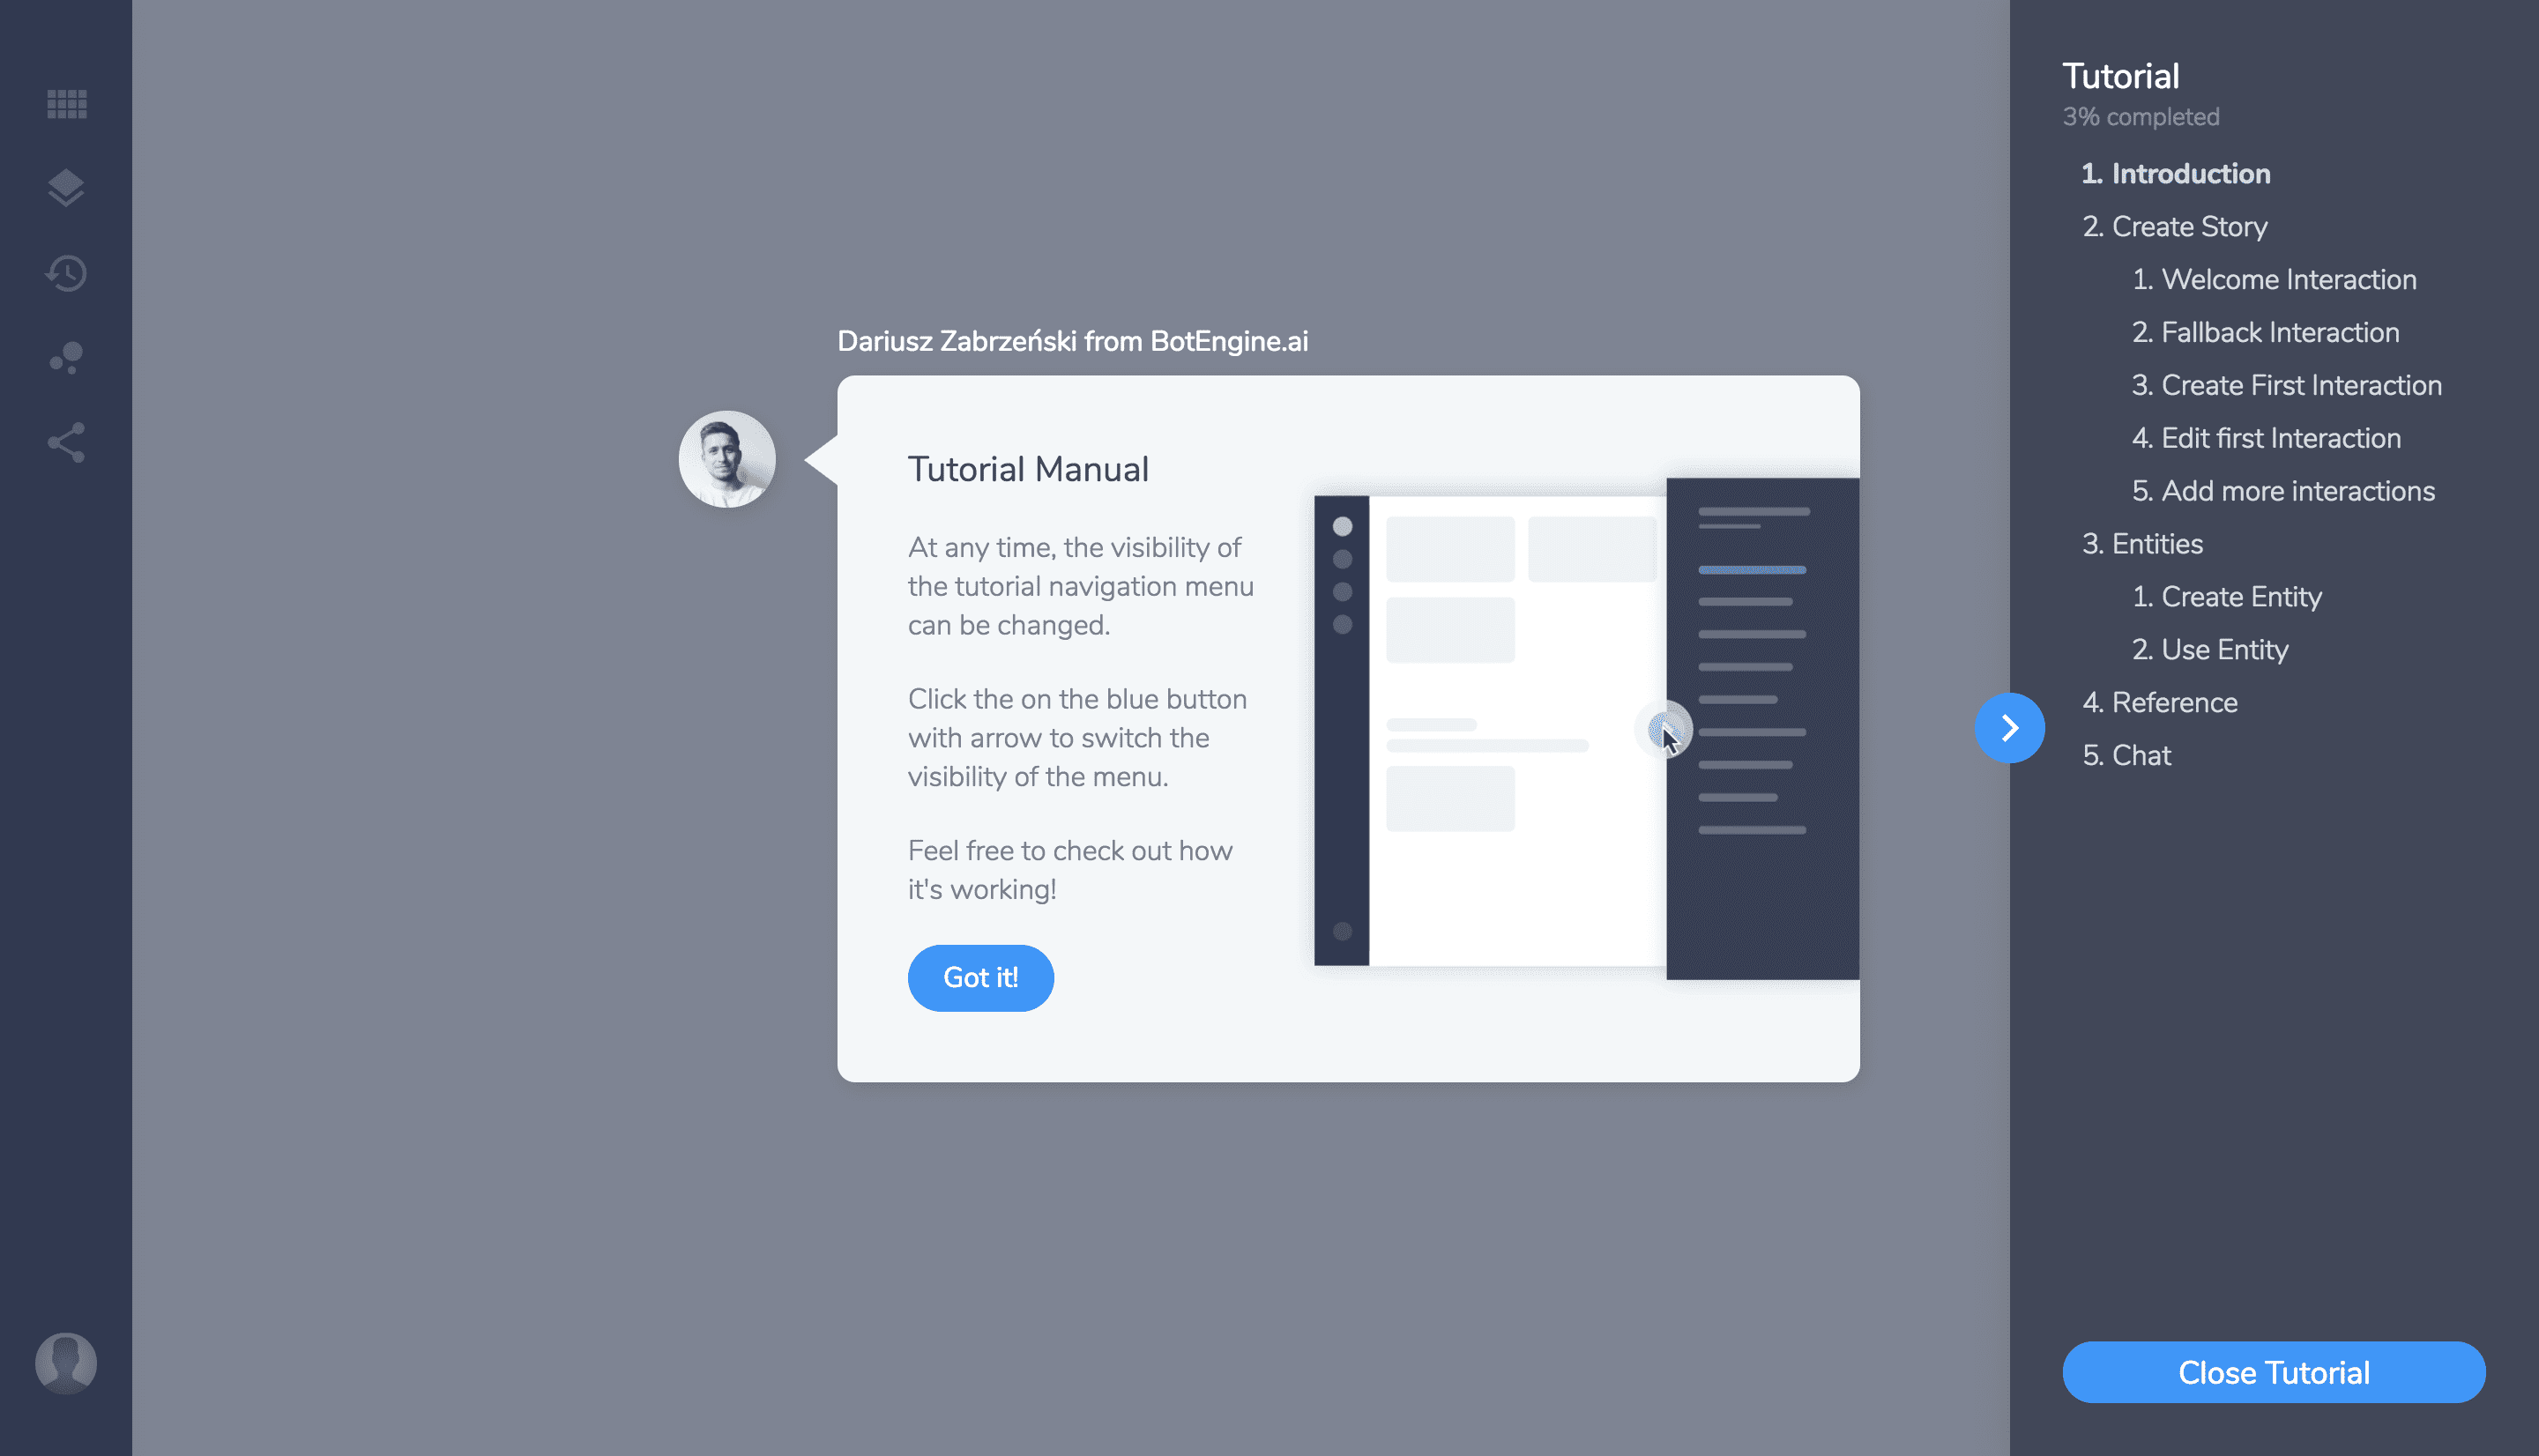 Dariusz Zabrzeński from BotEngine.ai
Tutorial Manual
At any time, the visibility of
the tutorial navigation menu
can be changed.
Click the on the blue button
with arrow to switch the
visibility of the menu.
Feel free to check out how
it's working!
Got it!
Tutorial
3% completed
1. Introduction
2. Create Story
1. Welcome Interaction
2. Fallback Interaction
3. Create First Interaction
4. Edit first Interaction
5. Add more interactions
3. Entities
1. Create Entity
2. Use Entity
4. Reference
5. Chat
Close Tutorial